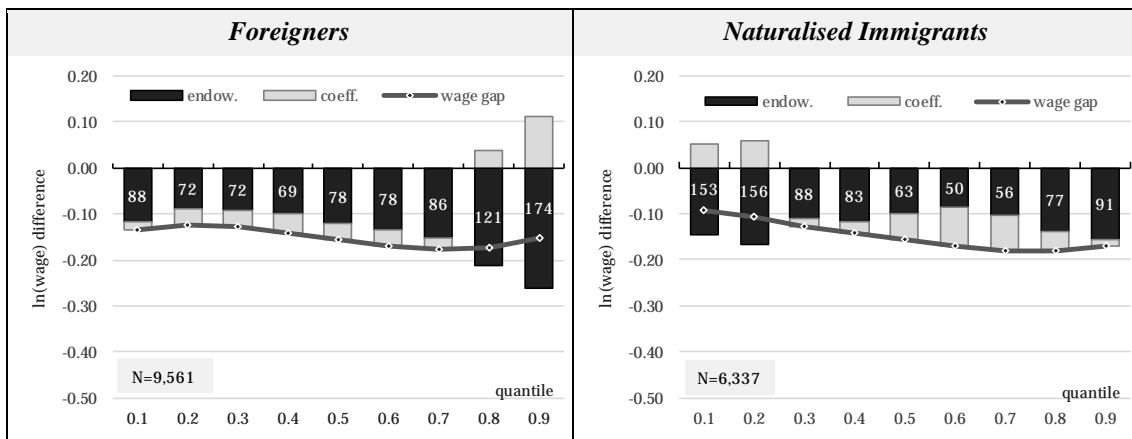 Foreigners
Naturalised Immigrants
0.20
0.10
0.00
-0.10
-0.20
-0.30
-0.40
-0.50
ln(wage) difference
endow. coeff. wage gap
88 72 72 69 78 78 86 121 174
N=9,561
quantile
0.1 0.2 0.3 0.4 0.5 0.6 0.7 0.8 0.9
0.20
0.10
0.00
-0.10
-0.20
-0.30
-0.40
-0.50
ln(wage) difference
endow. coeff. wage gap
153 156 88 83 63 50 56 77 91
N=6,337
quantile
0.1 0.2 0.3 0.4 0.5 0.6 0.7 0.8 0.9